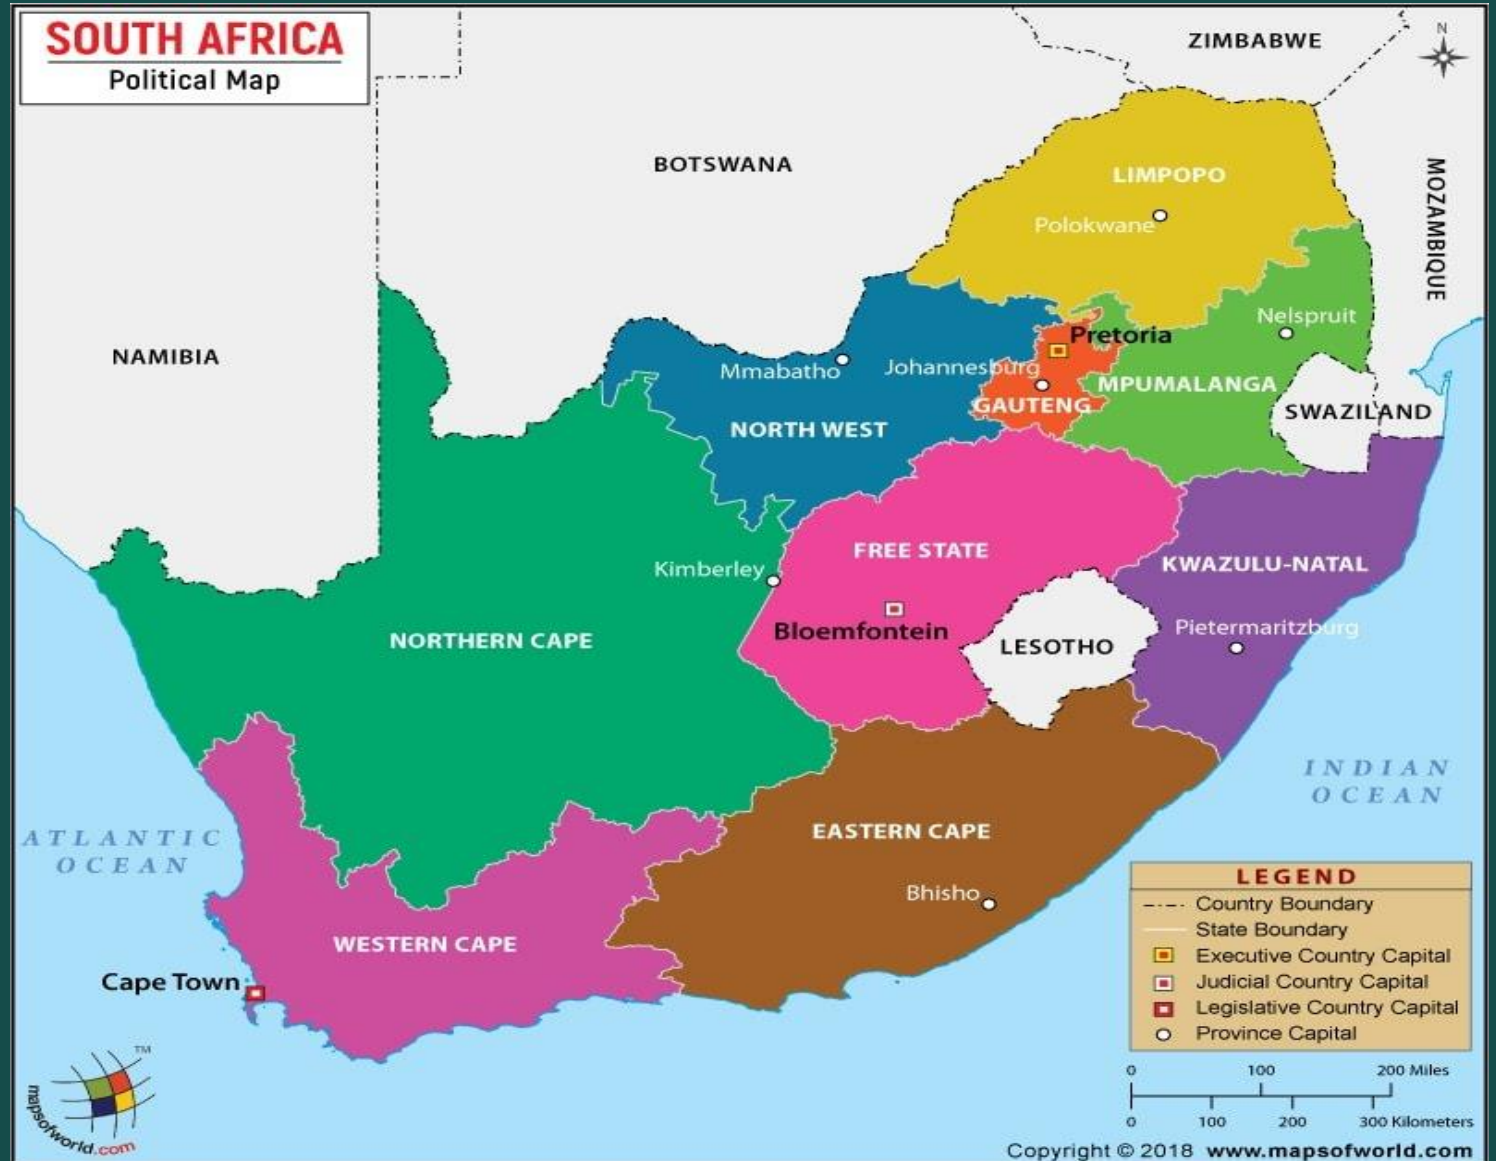 SOUTH AFRICA
Political Map
N
ZIMBABWE
BOTSWANA
LIMPOPO
Polokwane
MOZAMBIQUE
NAMIBIA
Nelspruit
Pretoria
Mmabatho
Johannesburg
MPUMALANGA
GAUTENG
SWAZILAND
NORTH WEST
FREE STATE
KWAZULU-NATAL
Kimberley
Bloemfontein
Pietermaritzburg
NORTHERN CAPE
LESOTHO
INDIAN
OCEAN
ATLANTIC
OCEAN
EASTERN CAPE
Bhisho
WESTERN CAPE
Cape Town
LEGEND
Country Boundary
State Boundary
Executive Country Capital
Judicial Country Capital
Legislative Country Capital
Province Capital
0 100 200 Miles
0 100 200 300 Kilometers
TM
mapsofworld.com
Copyright © 2018 www.mapsofworld.com